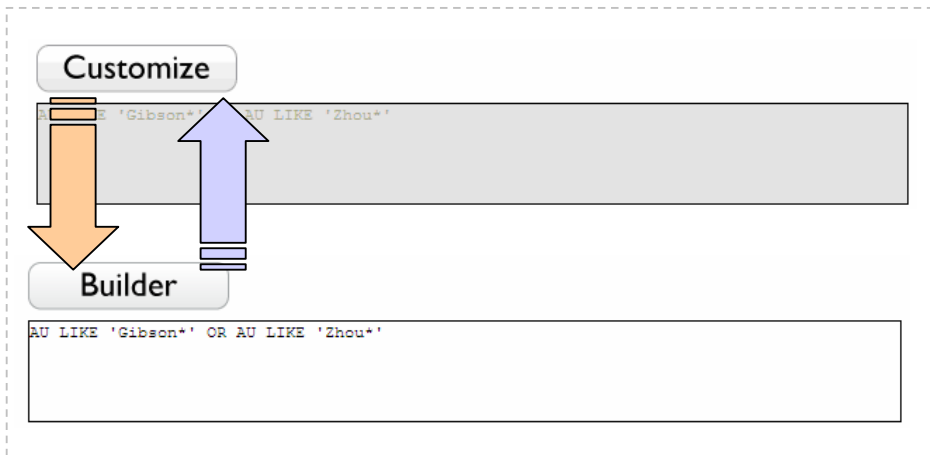 Customize
'Gibson*' AU LIKE 'Zhou*'
Builder
AU LIKE 'Gibson*' OR AU LIKE 'Zhou*'